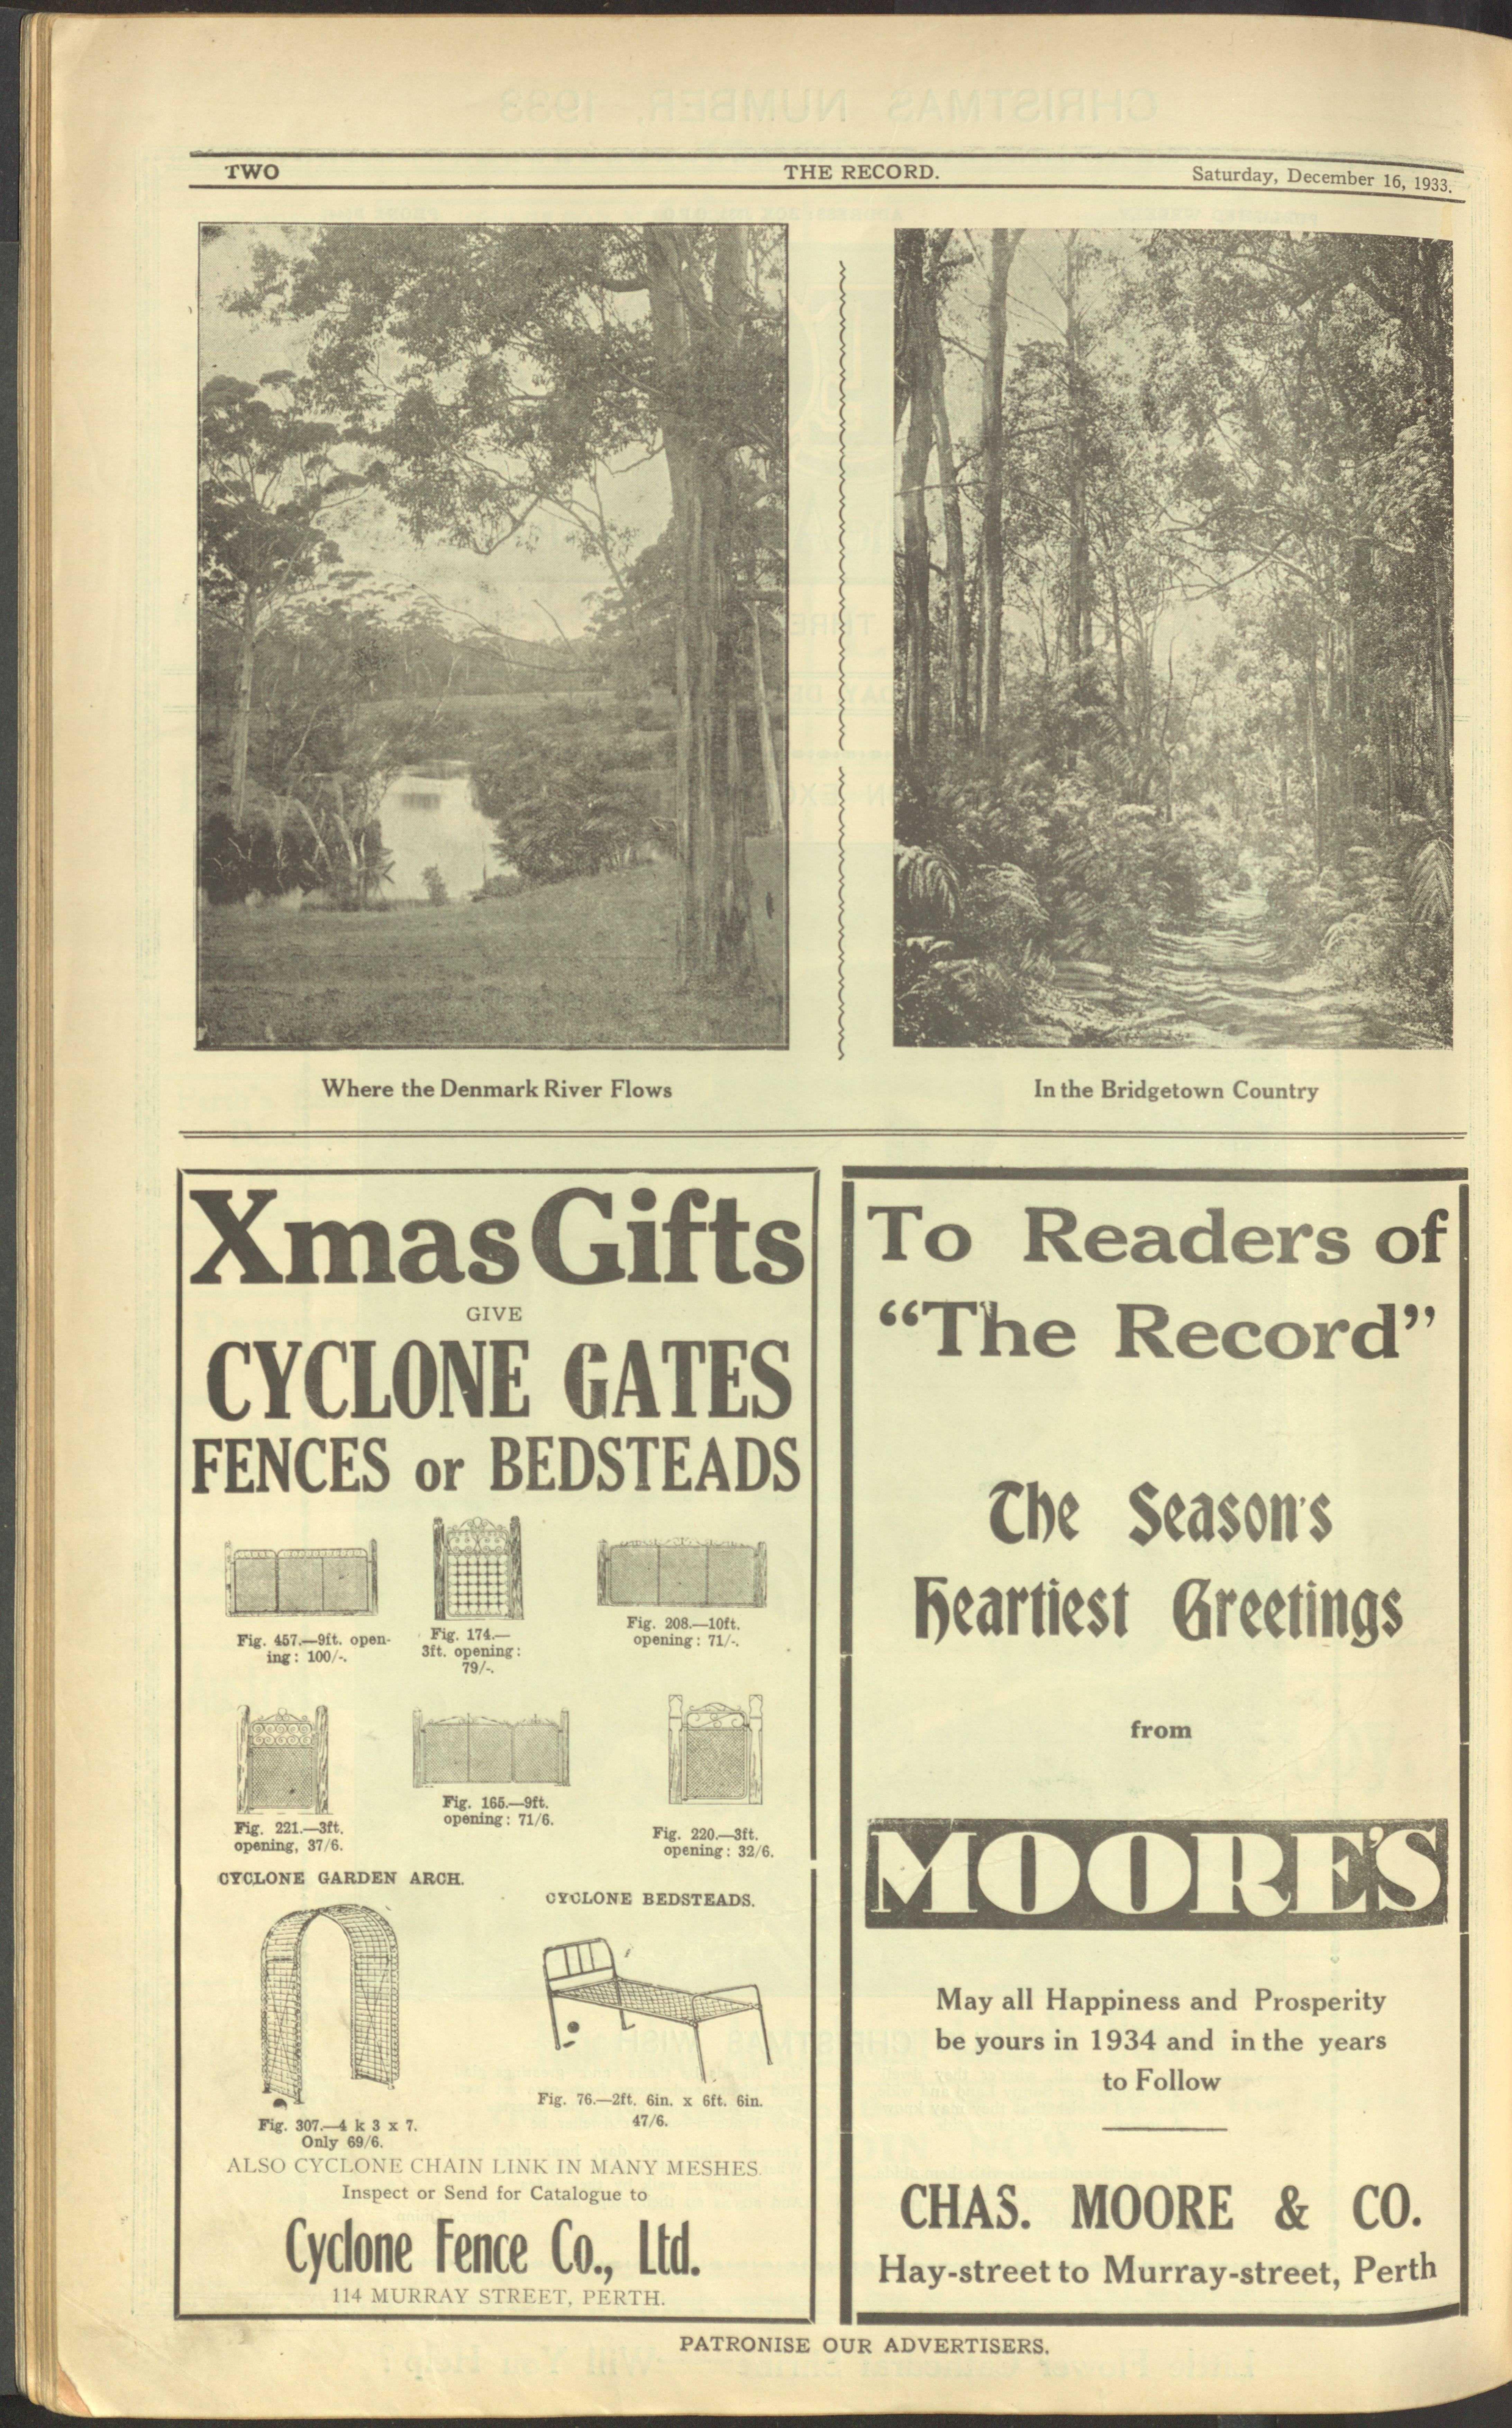 TWO
THE RECORD.
Saturday, December 16, 1933.
Where the Denmark River Flows
In the Bridgetown Country
Xmas Gifts
GIVE
CYCLONE GATES
FENCES or BEDSTEADS
Fig. 457.—9ft. open-
ing: 100/-.
Fig. 174.—
3ft. opening:
79/-.
Fig. 208.—10ft.
opening: 71/-.
Fig. 221.—3ft.
opening, 37/6.
Fig. 165.—9ft.
opening: 71/6.
Fig. 220.—3ft.
opening: 32/6.
CYCLONE GARDEN ARCH.
CYCLONE BEDSTEADS.
Fig. 307.—4 k 3 x 7.
Only 69/6.
Fig. 76.—2ft. 6in. x 6ft. 6in.
47/6.
ALSO CYCLONE CHAIN LINK IN MANY MESHES.
Inspect or Send for Catalogue to
Cyclone Fence Co., Ltd.
114 MURRAY STREET, PERTH.
To Readers of
“The Record”
The Season's
Heartiest Greetings
from
MOORE'S
May all Happiness and Prosperity
be yours in 1934 and in the years
to Follow
CHAS. MOORE & CO.
Hay-street to Murray-street, Perth
PATRONISE OUR ADVERTISERS.